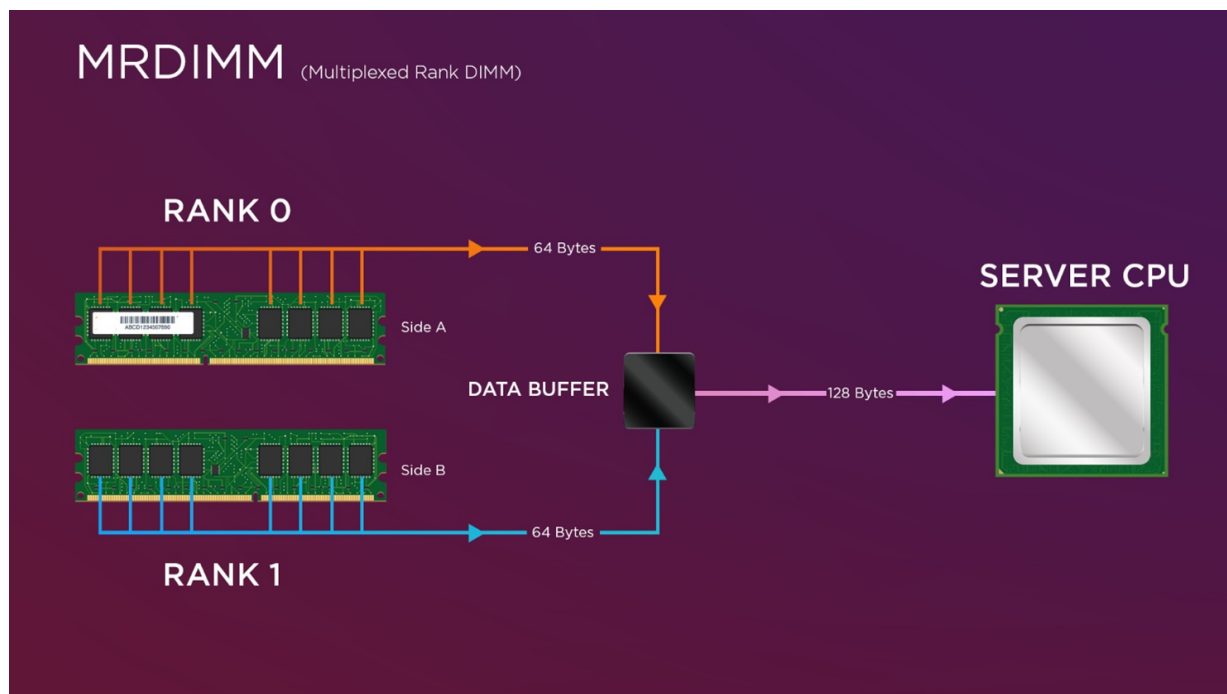 MRDIMM (Multiplexed Rank DIMM)
RANK 0
64 Bytes
SERVER CPU
ABCD1234567890
Side A
DATA BUFFER
128 Bytes
Side B
64 Bytes
RANK 1